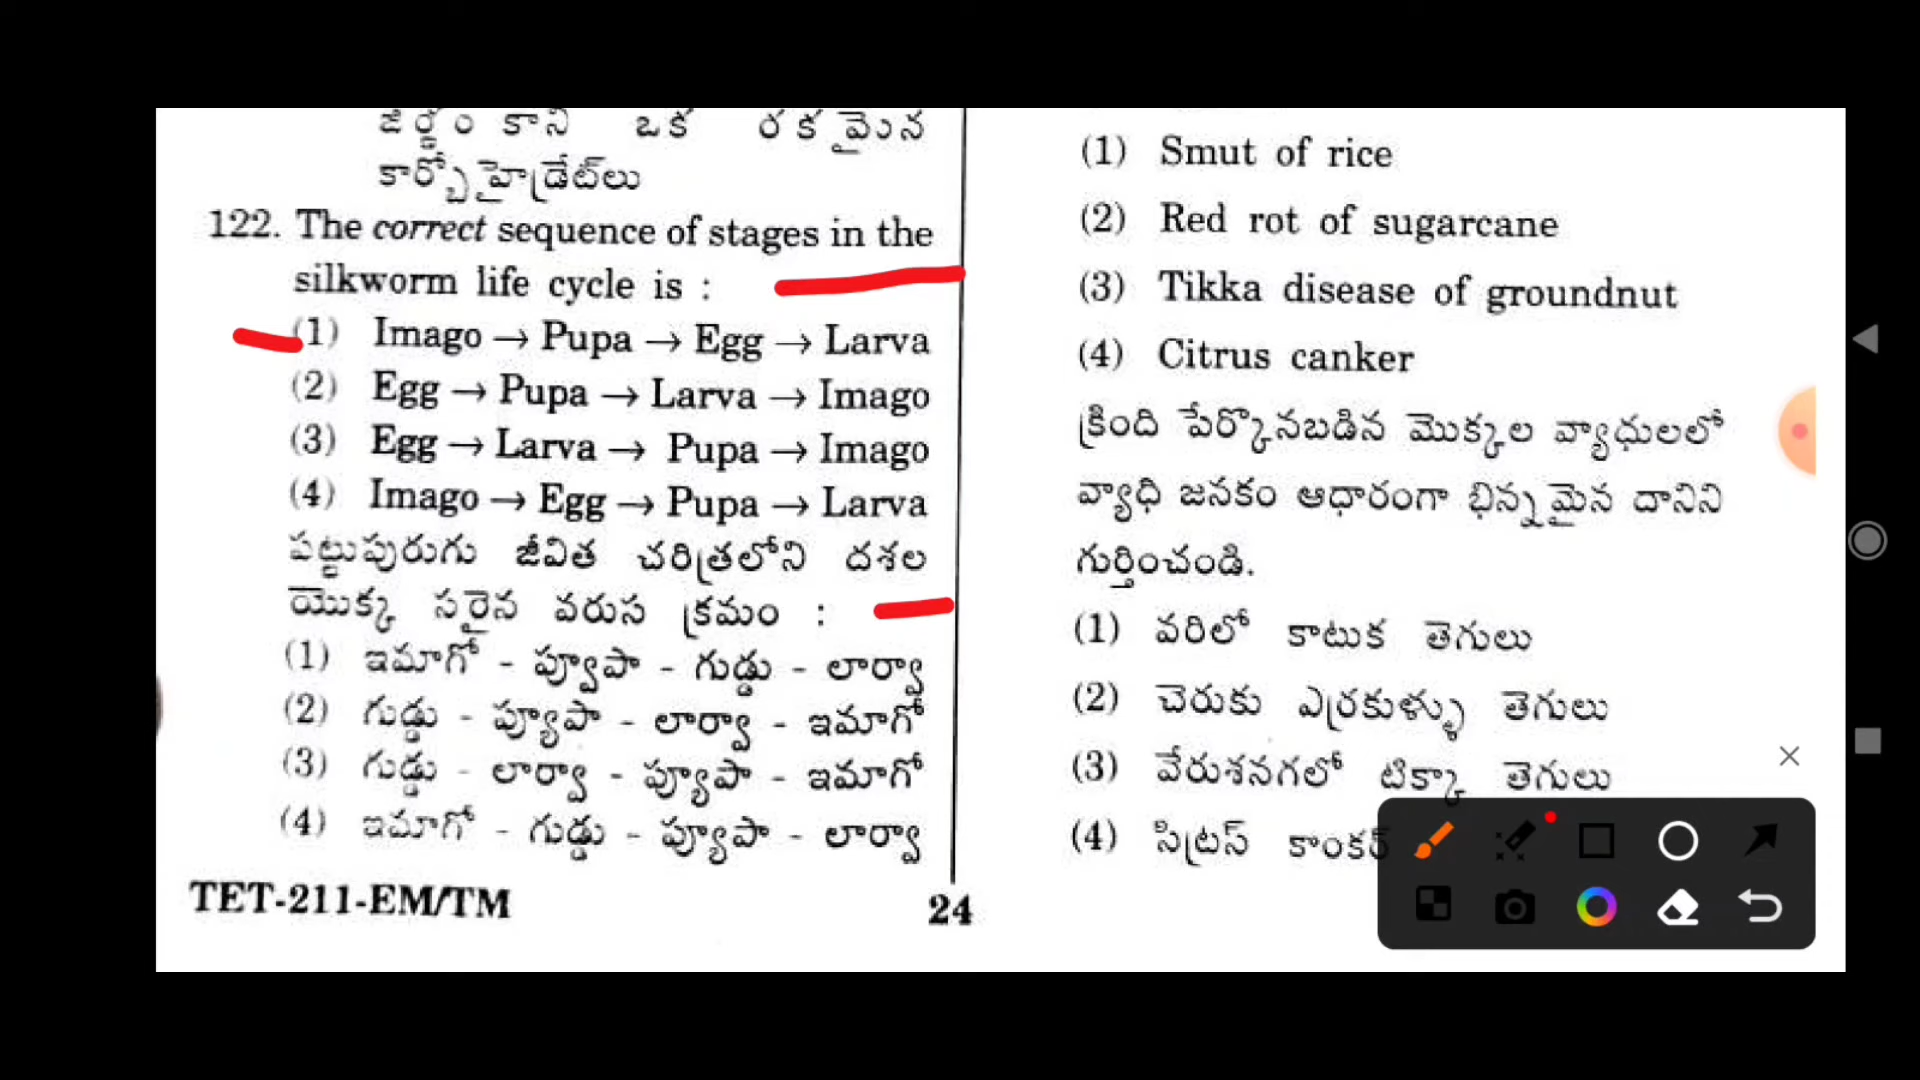 జీర్ణం కాని ఒక రకమైన
కార్బోహైడ్రేట్‌లు
122. The correct sequence of stages in the
silkworm life cycle is :
(1) Imago → Pupa → Egg → Larva
(2) Egg → Pupa → Larva → Imago
(3) Egg → Larva → Pupa → Imago
(4) Imago → Egg → Pupa → Larva
పట్టుపురుగు జీవిత చరిత్రలోని దశల
యొక్క సరైన వరుస క్రమం :
(1) ఇమాగో - ప్యూపా - గుడ్డు - లార్వా
(2) గుడ్డు - ప్యూపా - లార్వా - ఇమాగో
(3) గుడ్డు - లార్వా - ప్యూపా - ఇమాగో
(4) ఇమాగో - గుడ్డు - ప్యూపా - లార్వా
(1) Smut of rice
(2) Red rot of sugarcane
(3) Tikka disease of groundnut
(4) Citrus canker
క్రింది పేర్కొనబడిన మొక్కల వ్యాధులలో
వ్యాధి జనకం ఆధారంగా భిన్నమైన దానిని
గుర్తించండి.
(1) వరిలో కాటుక తెగులు
(2) చెరుకు ఎర్రకుళ్ళు తెగులు
(3) వేరుశనగలో టిక్కా తెగులు
(4) సిట్రస్ కాంకర్
TET-211-EM/TM
24